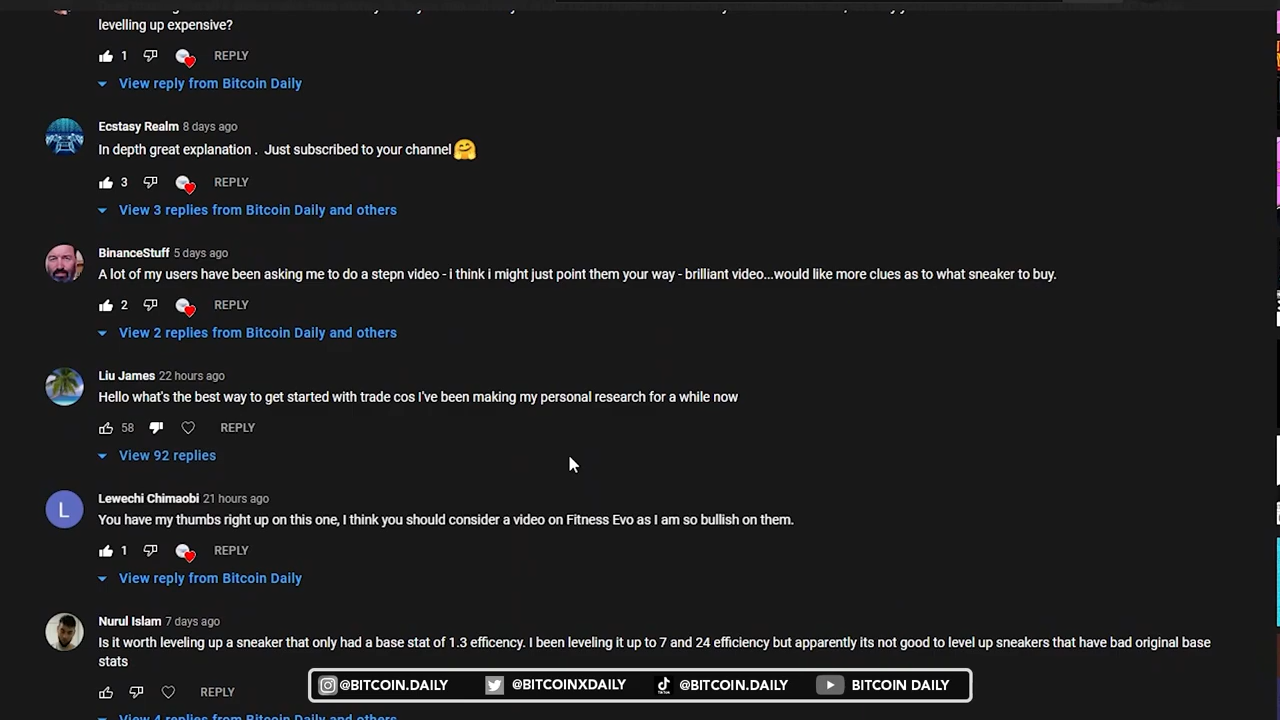 levelling up expensive?
1 REPLY
View reply from Bitcoin Daily
Ecstasy Realm 8 days ago
In depth great explanation . Just subscribed to your channel
3 REPLY
View 3 replies from Bitcoin Daily and others
BinanceStuff 5 days ago
A lot of my users have been asking me to do a stepn video - i think i might just point them your way - brilliant video...would like more clues as to what sneaker to buy.
2 REPLY
View 2 replies from Bitcoin Daily and others
Liu James 22 hours ago
Hello what's the best way to get started with trade cos I've been making my personal research for a while now
58 REPLY
View 92 replies
L
Lewechi Chimaobi 21 hours ago
You have my thumbs right up on this one, I think you should consider a video on Fitness Evo as I am so bullish on them.
1 REPLY
View reply from Bitcoin Daily
Nurul Islam 7 days ago
Is it worth leveling up a sneaker that only had a base stat of 1.3 efficency. I been leveling it up to 7 and 24 efficiency but apparently its not good to level up sneakers that have bad original base
stats
REPLY
@BITCOIN.DAILY @BITCOINXDAILY @BITCOIN.DAILY BITCOIN DAILY
View 4 replies from Bitcoin Daily and others